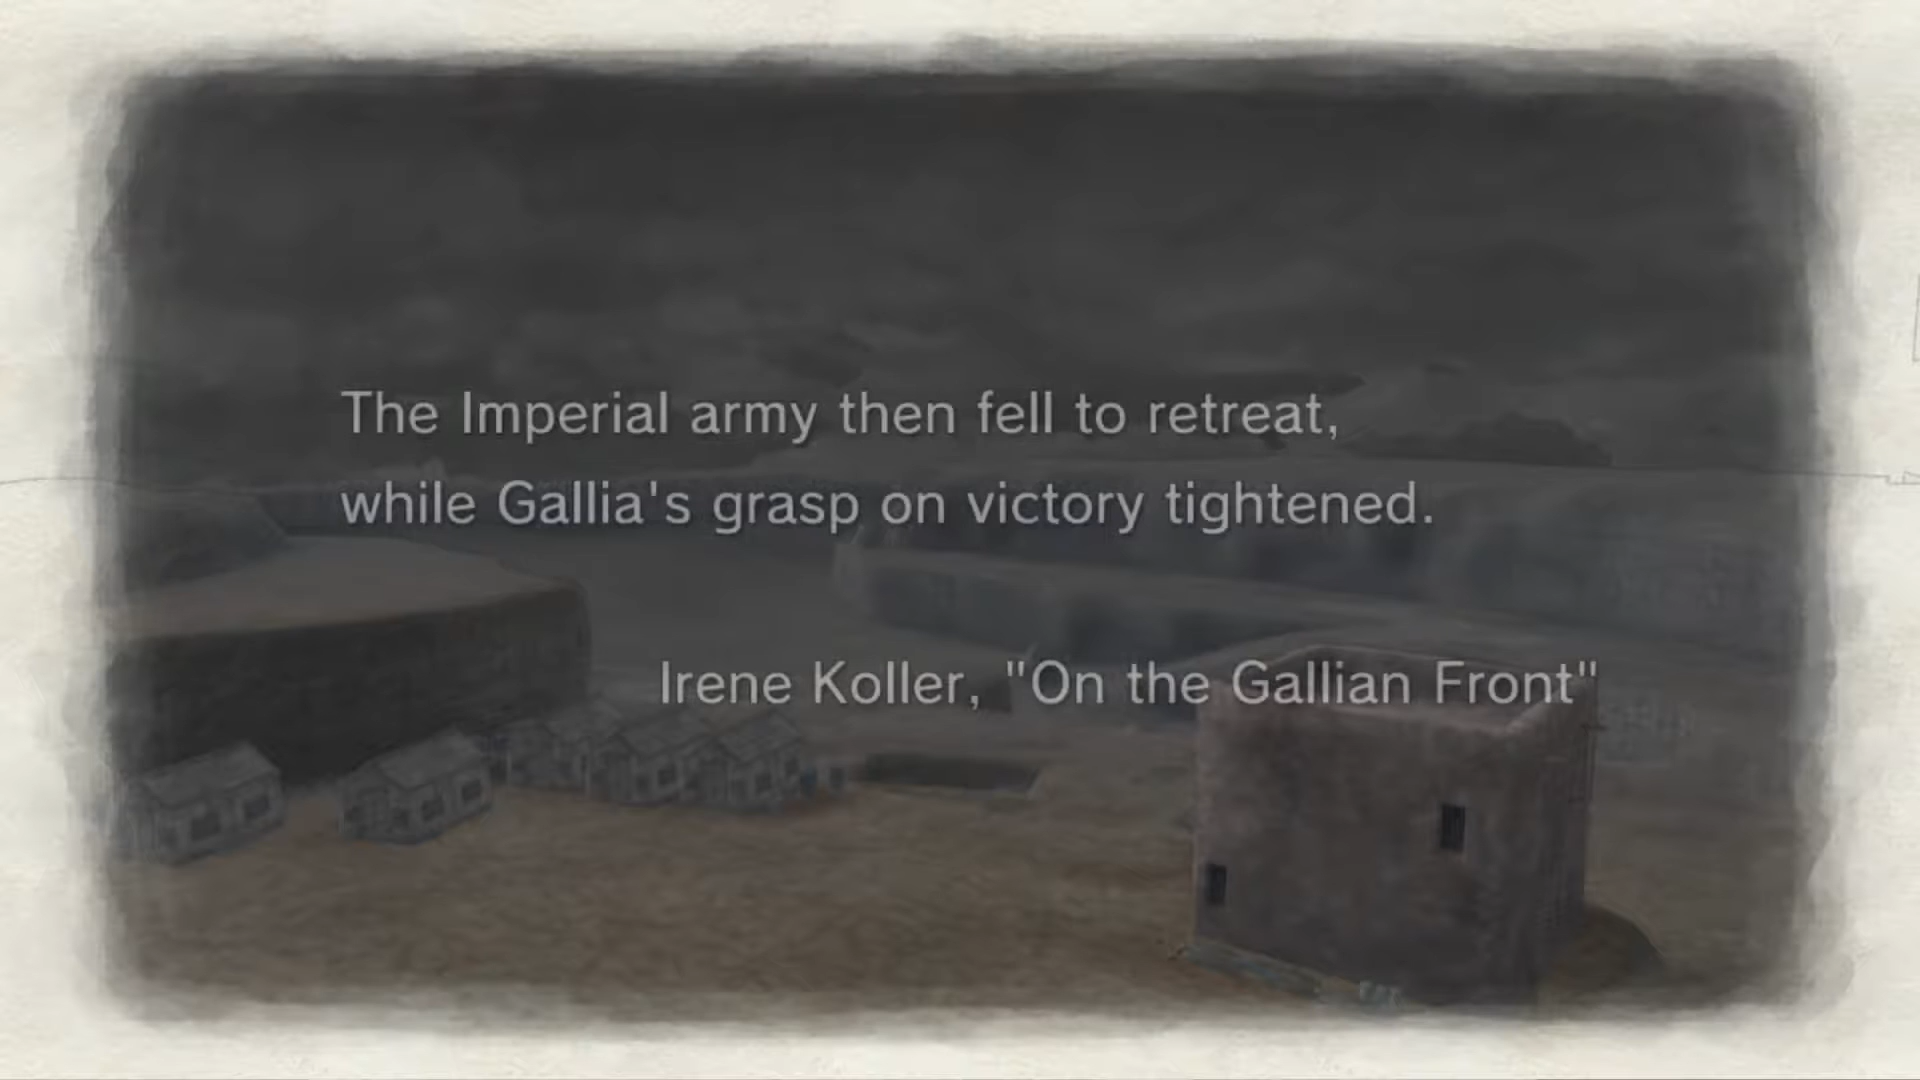 The Imperial army then fell to retreat,
while Gallia's grasp on victory tightened.
Irene Koller, "On the Gallian Front"